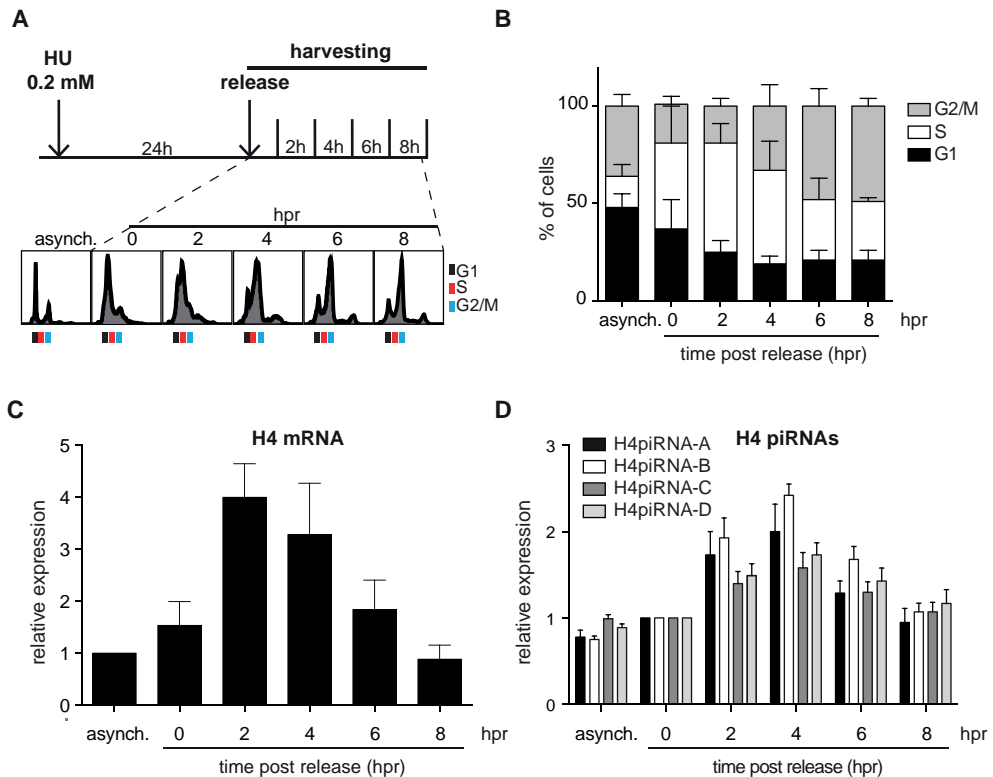 A
HU
0.2 mM
release
harvesting
24h
2h 4h 6h 8h
hpr
asynch. 0 2 4 6 8
G1
S
G2/M
B
% of cells
100
50
0
G2/M
S
G1
asynch. 0 2 4 6 8 hpr
time post release (hpr)
C
H4 mRNA
relative expression
5
4
3
2
1
0
asynch. 0 2 4 6 8 hpr
time post release (hpr)
D
H4 piRNAs
H4piRNA-A
H4piRNA-B
H4piRNA-C
H4piRNA-D
relative expression
3
2
1
0
asynch. 0 2 4 6 8 hpr
time post release (hpr)